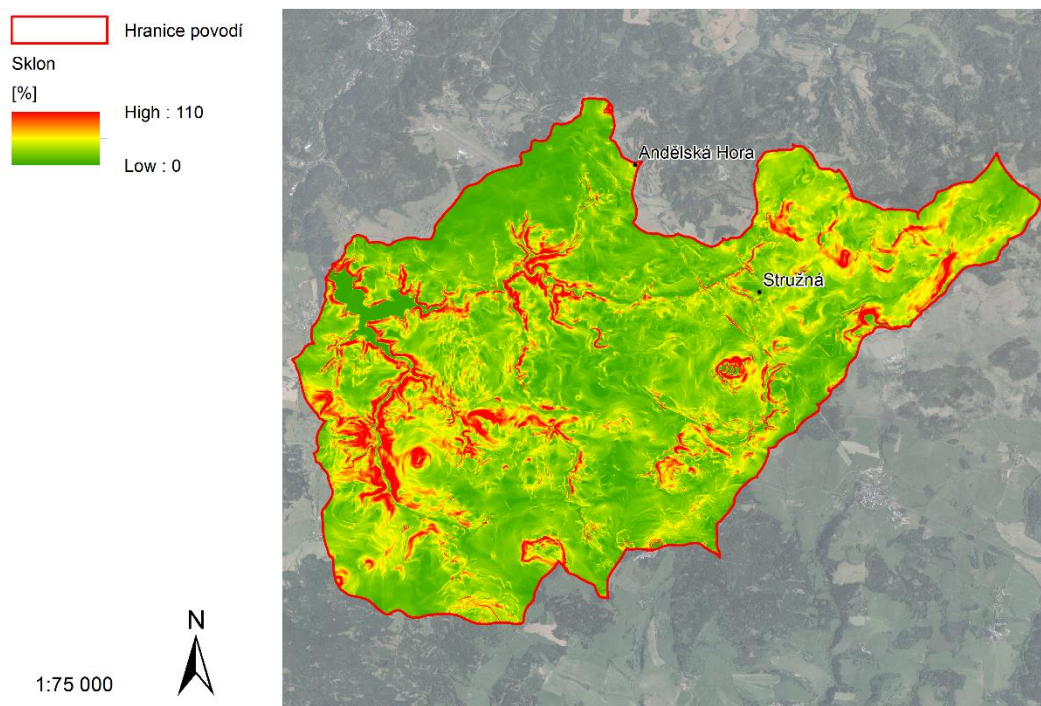 Hranice povodí
Sklon
[%]
High : 110
Low : 0
Andělská Hora
Stružná
N
1:75 000